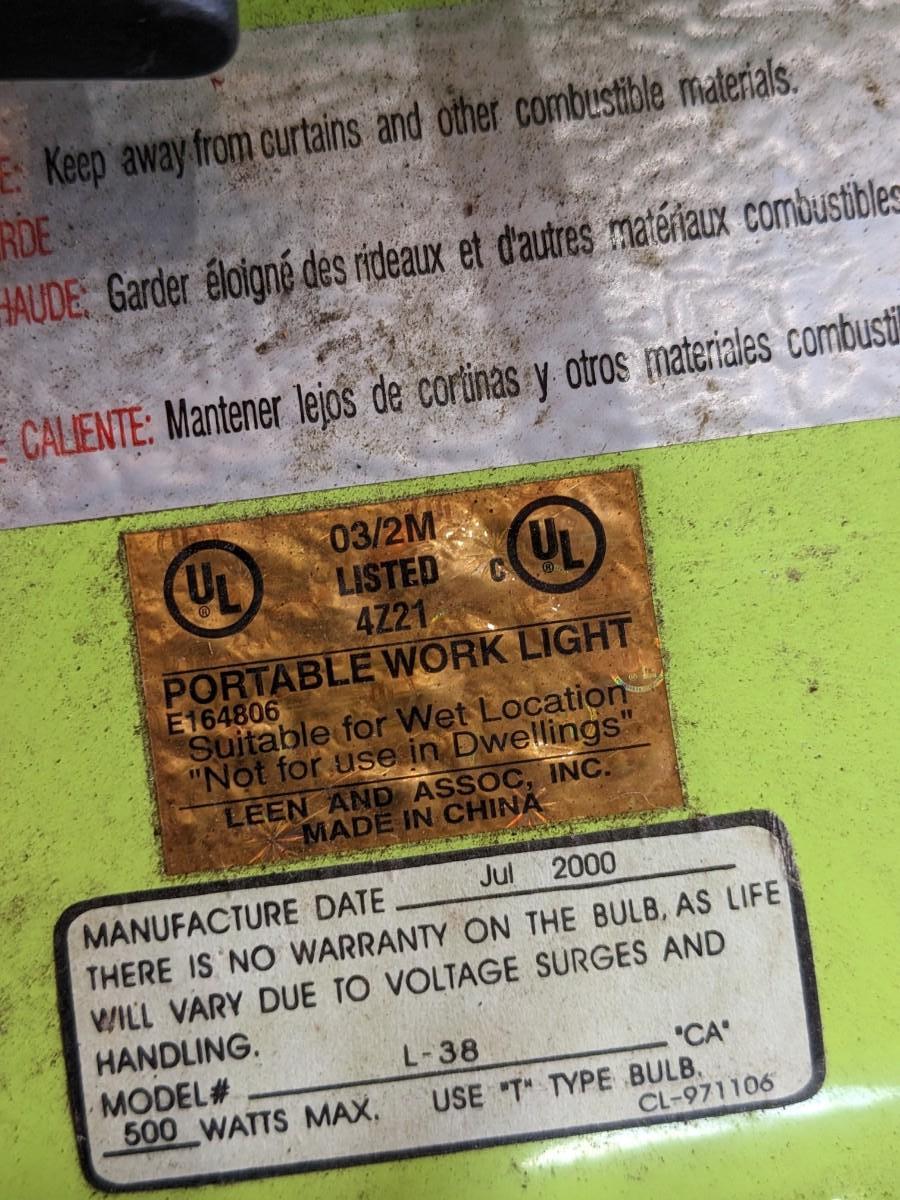 E: Keep away from curtains and other combustible materials.
RDE
HAUDE: Garder éloigné des rideaux et d'autres matériaux combustibles
E CALIENTE: Mantener lejos de cortinas y otros materiales combusti
03/2M
UL LISTED C UL
® 4Z21 ®
PORTABLE WORK LIGHT
E164806
Suitable for Wet Location
"Not for use in Dwellings"
LEEN AND ASSOC, INC.
MADE IN CHINA
MANUFACTURE DATE Jul 2000
THERE IS NO WARRANTY ON THE BULB, AS LIFE
WILL VARY DUE TO VOLTAGE SURGES AND
HANDLING.
MODEL# L-38 "CA"
500 WATTS MAX. USE "T" TYPE BULB.
CL-971106